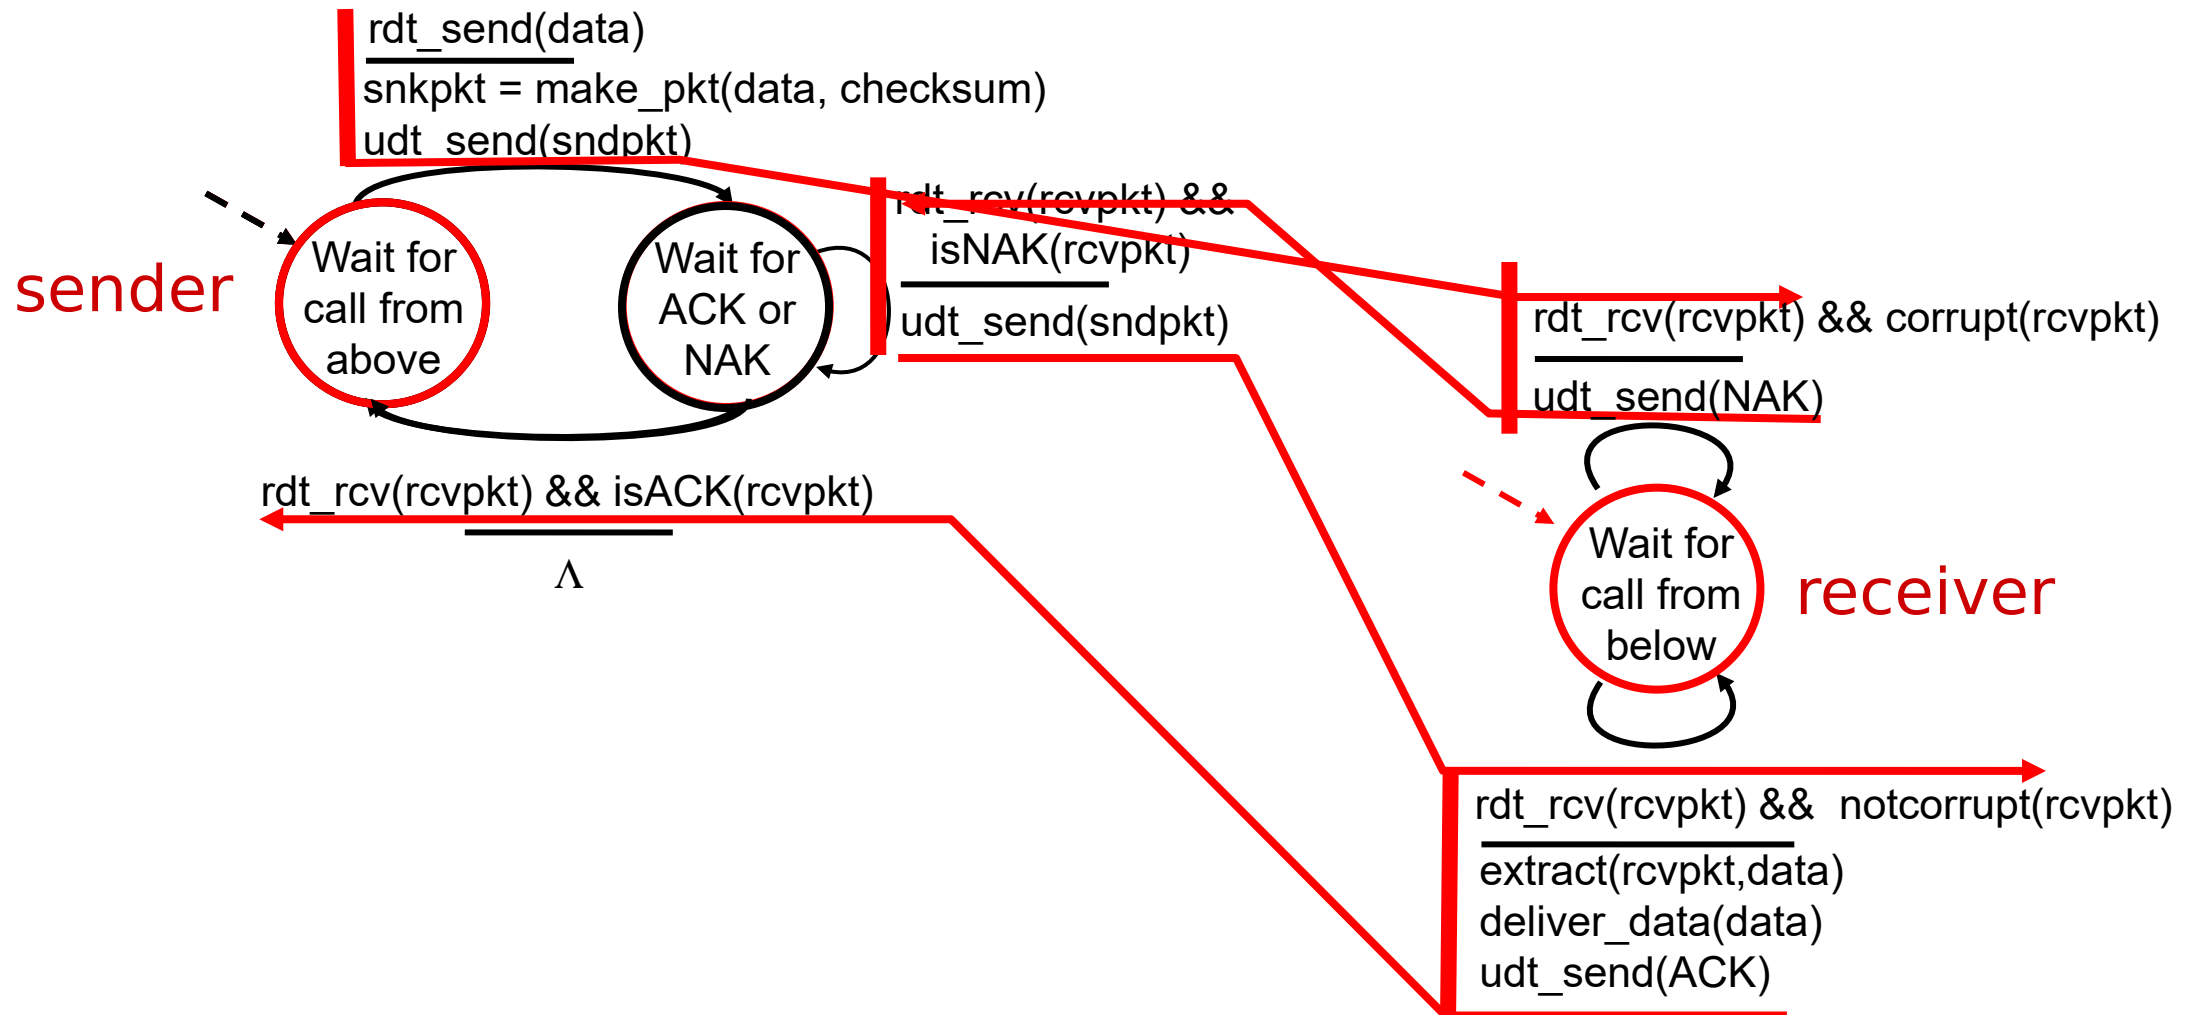 rdt_send(data)
snkpkt = make_pkt(data, checksum)
udt_send(sndpkt)
sender
Wait for
call from
above
Wait for
ACK or
NAK
rdt_rcv(rcvpkt) &&
isNAK(rcvpkt)
udt_send(sndpkt)
rdt_rcv(rcvpkt) && isACK(rcvpkt)
Λ
rdt_rcv(rcvpkt) && corrupt(rcvpkt)
udt_send(NAK)
Wait for
call from
below
receiver
rdt_rcv(rcvpkt) && notcorrupt(rcvpkt)
extract(rcvpkt,data)
deliver_data(data)
udt_send(ACK)